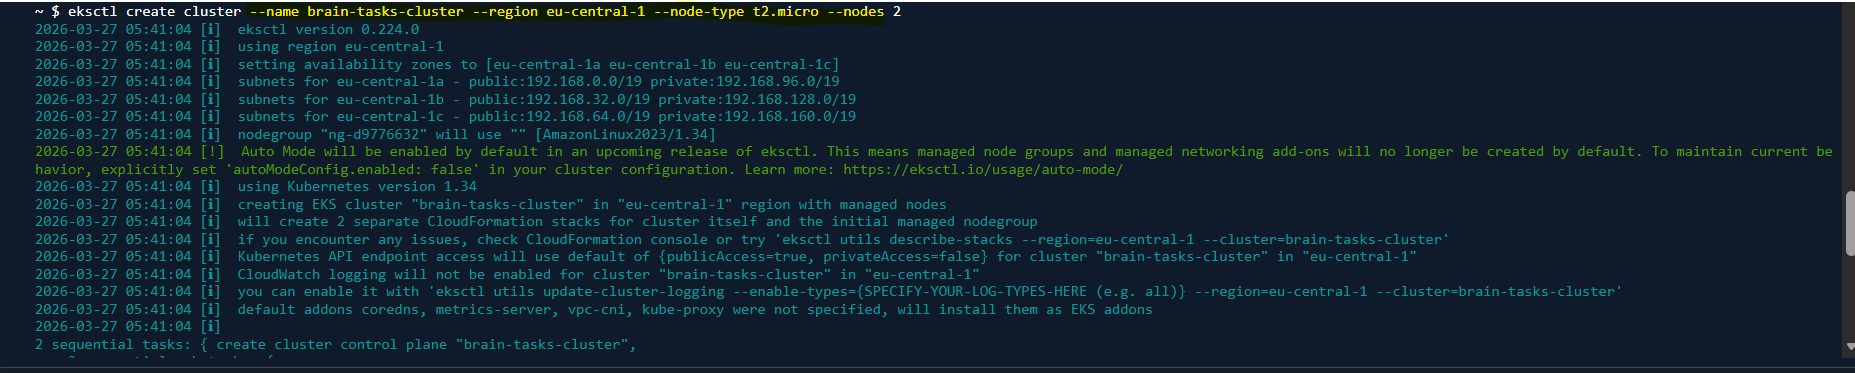 ~ $ eksctl create cluster --name brain-tasks-cluster --region eu-central-1 --node-type t2.micro --nodes 2
2026-03-27 05:41:04 [ℹ]  eksctl version 0.224.0
2026-03-27 05:41:04 [ℹ]  using region eu-central-1
2026-03-27 05:41:04 [ℹ]  setting availability zones to [eu-central-1a eu-central-1b eu-central-1c]
2026-03-27 05:41:04 [ℹ]  subnets for eu-central-1a - public:192.168.0.0/19 private:192.168.96.0/19
2026-03-27 05:41:04 [ℹ]  subnets for eu-central-1b - public:192.168.32.0/19 private:192.168.128.0/19
2026-03-27 05:41:04 [ℹ]  subnets for eu-central-1c - public:192.168.64.0/19 private:192.168.160.0/19
2026-03-27 05:41:04 [ℹ]  nodegroup "ng-d9776632" will use "" [AmazonLinux2023/1.34]
2026-03-27 05:41:04 [!]  Auto Mode will be enabled by default in an upcoming release of eksctl. This means managed node groups and managed networking add-ons will no longer be created by default. To maintain current be
havior, explicitly set 'autoModeConfig.enabled: false' in your cluster configuration. Learn more: https://eksctl.io/usage/auto-mode/
2026-03-27 05:41:04 [ℹ]  using Kubernetes version 1.34
2026-03-27 05:41:04 [ℹ]  creating EKS cluster "brain-tasks-cluster" in "eu-central-1" region with managed nodes
2026-03-27 05:41:04 [ℹ]  will create 2 separate CloudFormation stacks for cluster itself and the initial managed nodegroup
2026-03-27 05:41:04 [ℹ]  if you encounter any issues, check CloudFormation console or try 'eksctl utils describe-stacks --region=eu-central-1 --cluster=brain-tasks-cluster'
2026-03-27 05:41:04 [ℹ]  Kubernetes API endpoint access will use default of {publicAccess=true, privateAccess=false} for cluster "brain-tasks-cluster" in "eu-central-1"
2026-03-27 05:41:04 [ℹ]  CloudWatch logging will not be enabled for cluster "brain-tasks-cluster" in "eu-central-1"
2026-03-27 05:41:04 [ℹ]  you can enable it with 'eksctl utils update-cluster-logging --enable-types={SPECIFY-YOUR-LOG-TYPES-HERE (e.g. all)} --region=eu-central-1 --cluster=brain-tasks-cluster'
2026-03-27 05:41:04 [ℹ]  default addons coredns, metrics-server, vpc-cni, kube-proxy were not specified, will install them as EKS addons
2026-03-27 05:41:04 [ℹ]
2 sequential tasks: { create cluster control plane "brain-tasks-cluster",